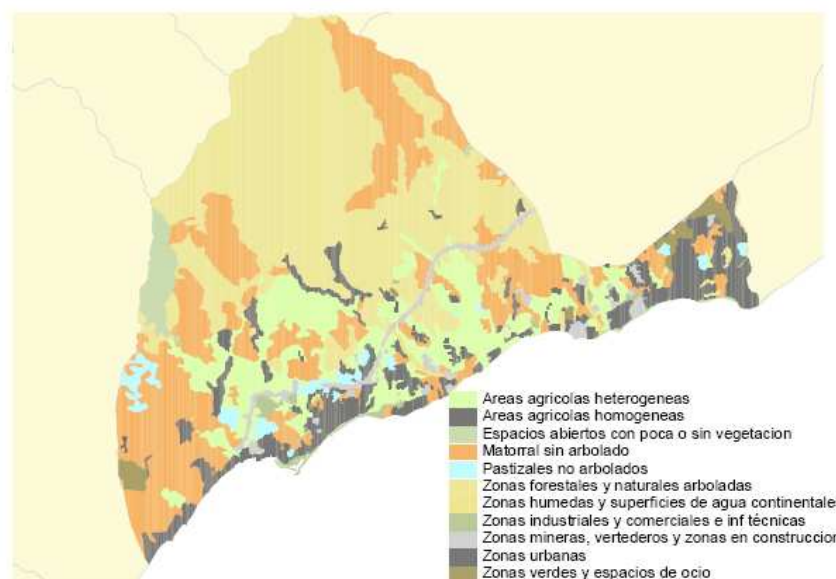 Areas agricolas heterogeneas
Areas agricolas homogeneas
Espacios abiertos con poca o sin vegetacion
Matorral sin arbolado
Pastizales no arbolados
Zonas forestales y naturales arboladas
Zonas humedas y superficies de agua continentale
Zonas industriales y comerciales e inf técnicas
Zonas mineras, vertederos y zonas en construccion
Zonas urbanas
Zonas verdes y espacios de ocio